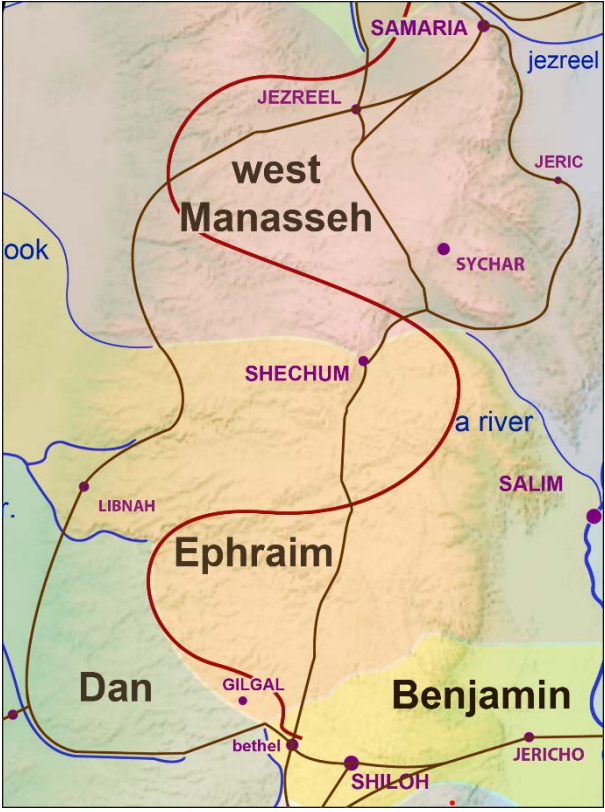 SAMARIA
jezreel
JEZREEL
JERIC
west
Manasseh
ook
SYCHAR
SHECHUM
a river
SALIM
LIBNAH
r.
Ephraim
GILGAL
Dan
Benjamin
bethel
JERICHO
SHILOH